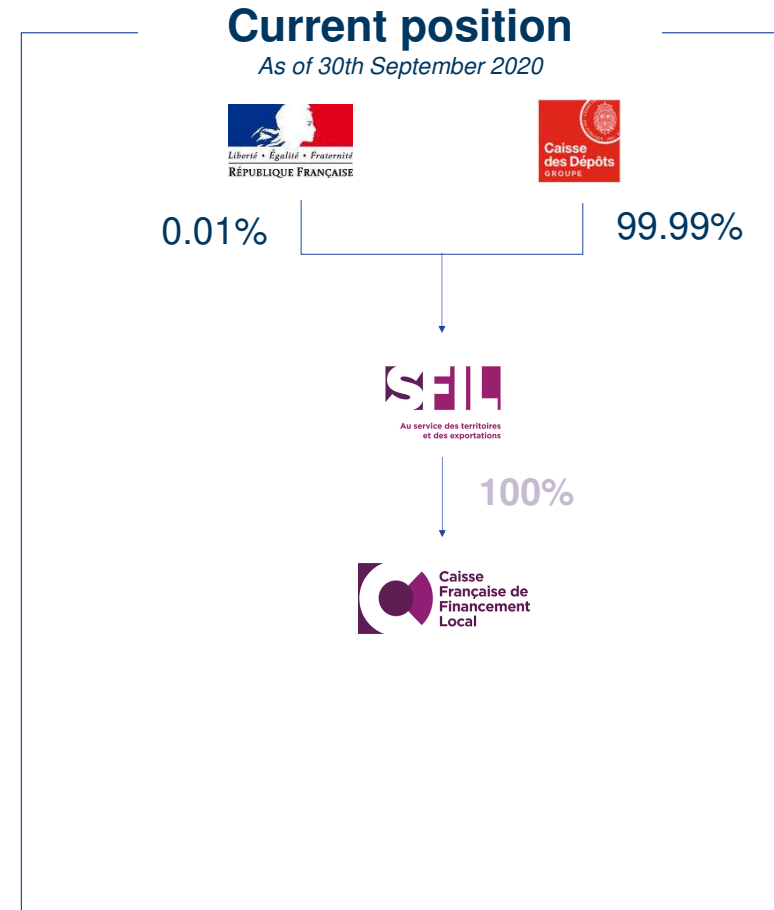 Current position
As of 30th September 2020
Liberté • Égalité • Fraternité
RÉPUBLIQUE FRANÇAISE
Caisse
des Dépôts
GROUPE
0.01%
99.99%
SFIL
Au service des territoires
et des exportations
100%
Caisse
Française de
Financement
Local